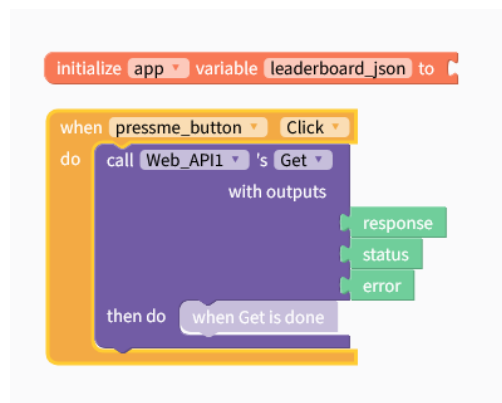 initialize app variable leaderboard_json to
when pressme_button Click
do call Web_API1 's Get
with outputs
response
status
error
then do when Get is done